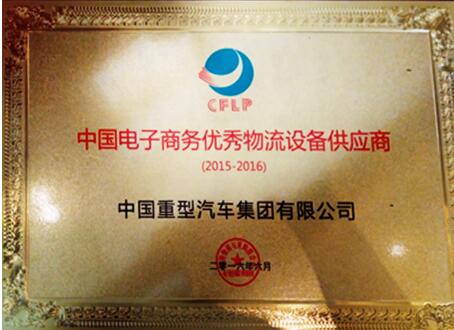 CFLP
中国电子商务优秀物流设备供应商
(2015-2016)
中国重型汽车集团有限公司
二零一六年六月